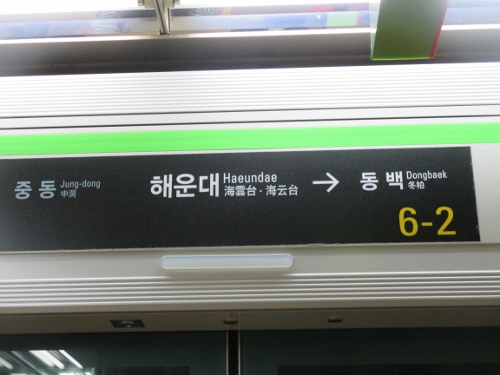 중 동 Jung-dong
中洞
해운대 Haeundae
海雲台·海云台
→
동 백 Dongbaek
冬柏
6-2